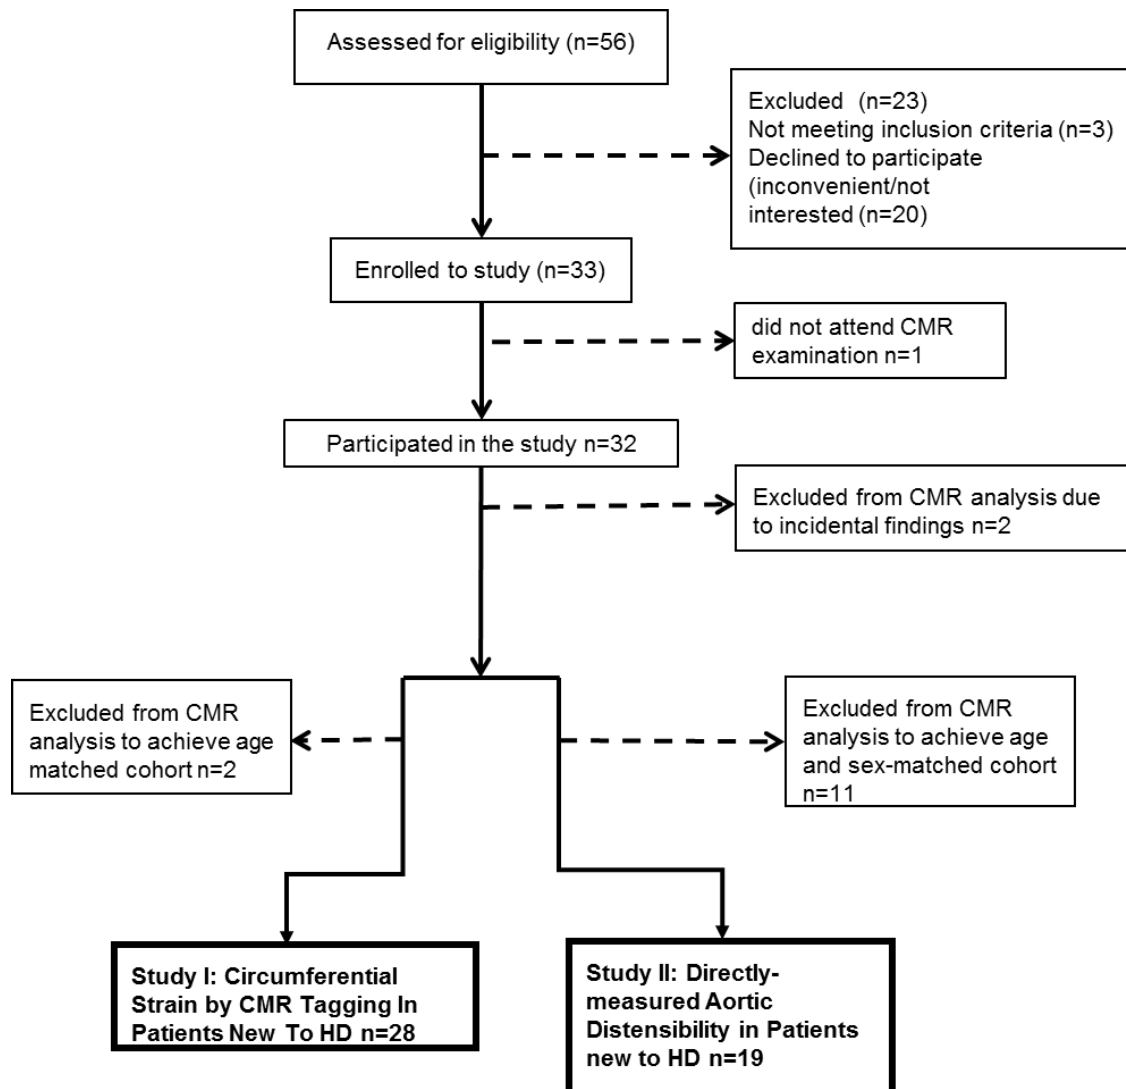 Assessed for eligibility (n=56)
Excluded (n=23)
Not meeting inclusion criteria (n=3)
Declined to participate
(inconvenient/not
interested (n=20)
Enrolled to study (n=33)
did not attend CMR
examination n=1
Participated in the study n=32
Excluded from CMR analysis due
to incidental findings n=2
Excluded from CMR
analysis to achieve age
matched cohort n=2
Excluded from CMR
analysis to achieve age
and sex-matched cohort
n=11
Study I: Circumferential
Strain by CMR Tagging In
Patients New To HD n=28
Study II: Directly-
measured Aortic
Distensibility in Patients
new to HD n=19